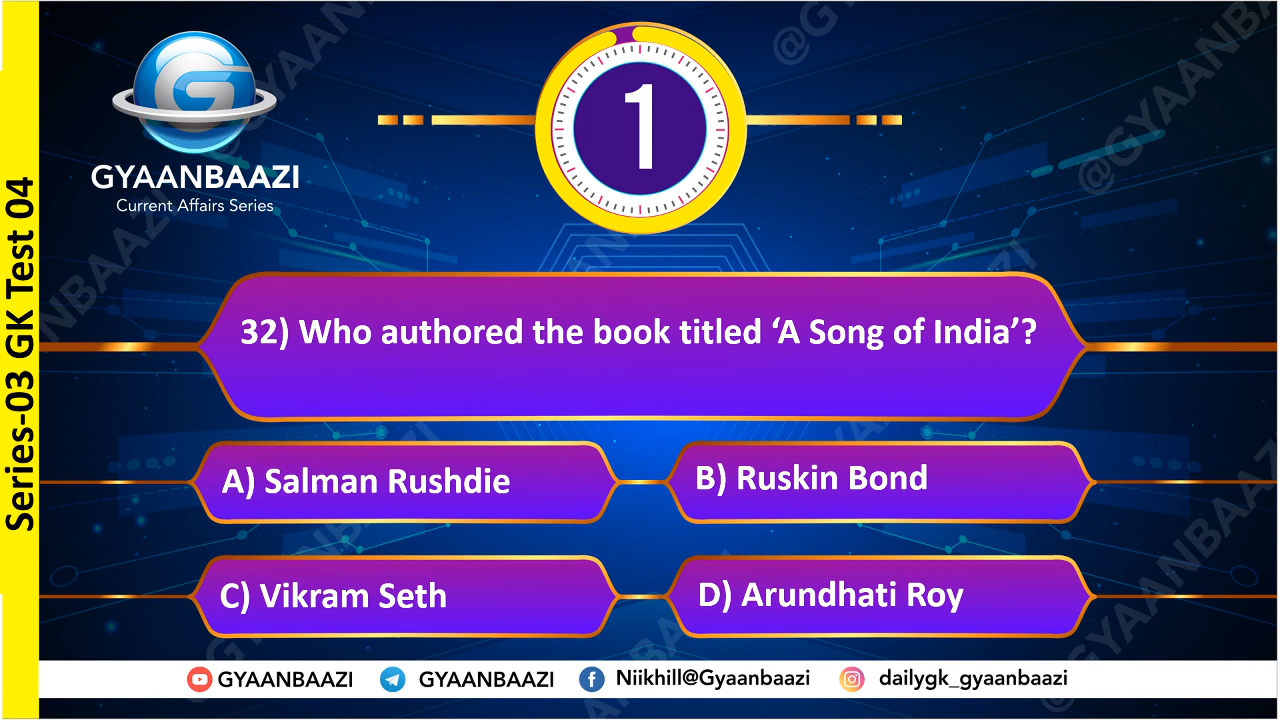 GYAANBAAZI
Current Affairs Series
1
Series-03 GK Test 04
32) Who authored the book titled ‘A Song of India’?
A) Salman Rushdie
B) Ruskin Bond
C) Vikram Seth
D) Arundhati Roy
GYAANBAAZI GYAANBAAZI Niikhill@Gyaanbaazi dailygk_gyaanbaazi
@GYAANBAAZI